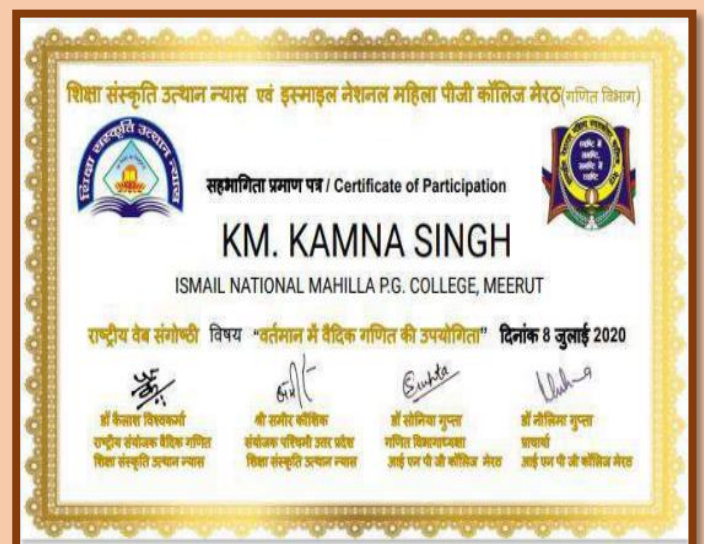 शिक्षा संस्कृति उत्थान न्यास एवं इस्माइल नेशनल महिला पीजी कॉलिज मेरठ(गणित विभाग)
शिक्षा संस्कृति उत्थान न्यास
सहभागिता प्रमाण पत्र / Certificate of Participation
KM. KAMNA SINGH
ISMAIL NATIONAL MAHILLA P.G. COLLEGE, MEERUT
राष्ट्रीय वेब संगोष्ठी विषय "वर्तमान में वैदिक गणित की उपयोगिता" दिनांक 8 जुलाई 2020
डॉ कैलाश विश्वकर्मा श्री समीर कौशिक डॉ सोनिया गुप्ता डॉ नीलिमा गुप्ता
राष्ट्रीय संयोजक वैदिक गणित संयोजक पश्चिमी उत्तर प्रदेश गणित विभागाध्यक्षा प्राचार्या
शिक्षा संस्कृति उत्थान न्यास शिक्षा संस्कृति उत्थान न्यास आई एन पी जी कॉलिज मेरठ आई एन पी जी कॉलिज मेरठ